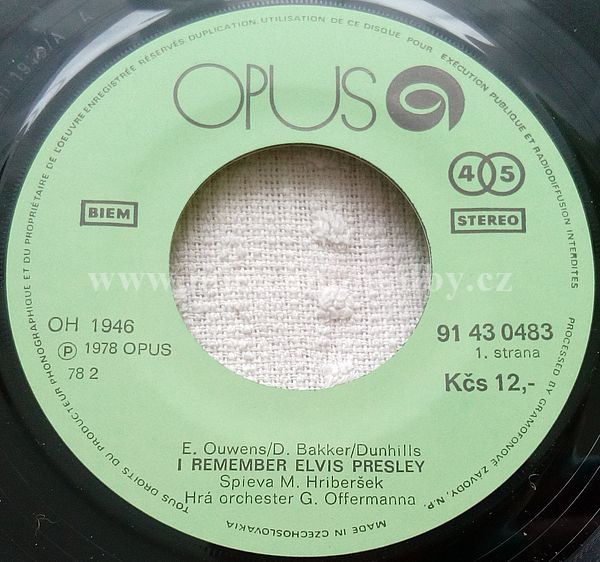 TOUS DROITS DU PRODUCTEUR PHONOGRAPHIQUE ET DU PROPRIÉTAIRE DE L'OEUVRE ENREGISTRÉE RÉSERVÉS. DUPLICATION, UTILISATION DE CE DISQUE POUR EXÉCUTION PUBLIQUE ET RADIODIFFUSION INTERDITES
PROCESSED BY GRAMOFONOVÉ ZÁVODY, N.P.
OPUS
45
BIEM
STEREO
OH 1946
℗ 1978 OPUS
78 2
91 43 0483
1. strana
Kčs 12,-
E. Ouwens/D. Bakker/Dunhills
I REMEMBER ELVIS PRESLEY
Spieva M. Hriberšek
Hrá orchester G. Offermanna
MADE IN CZECHOSLOVAKIA